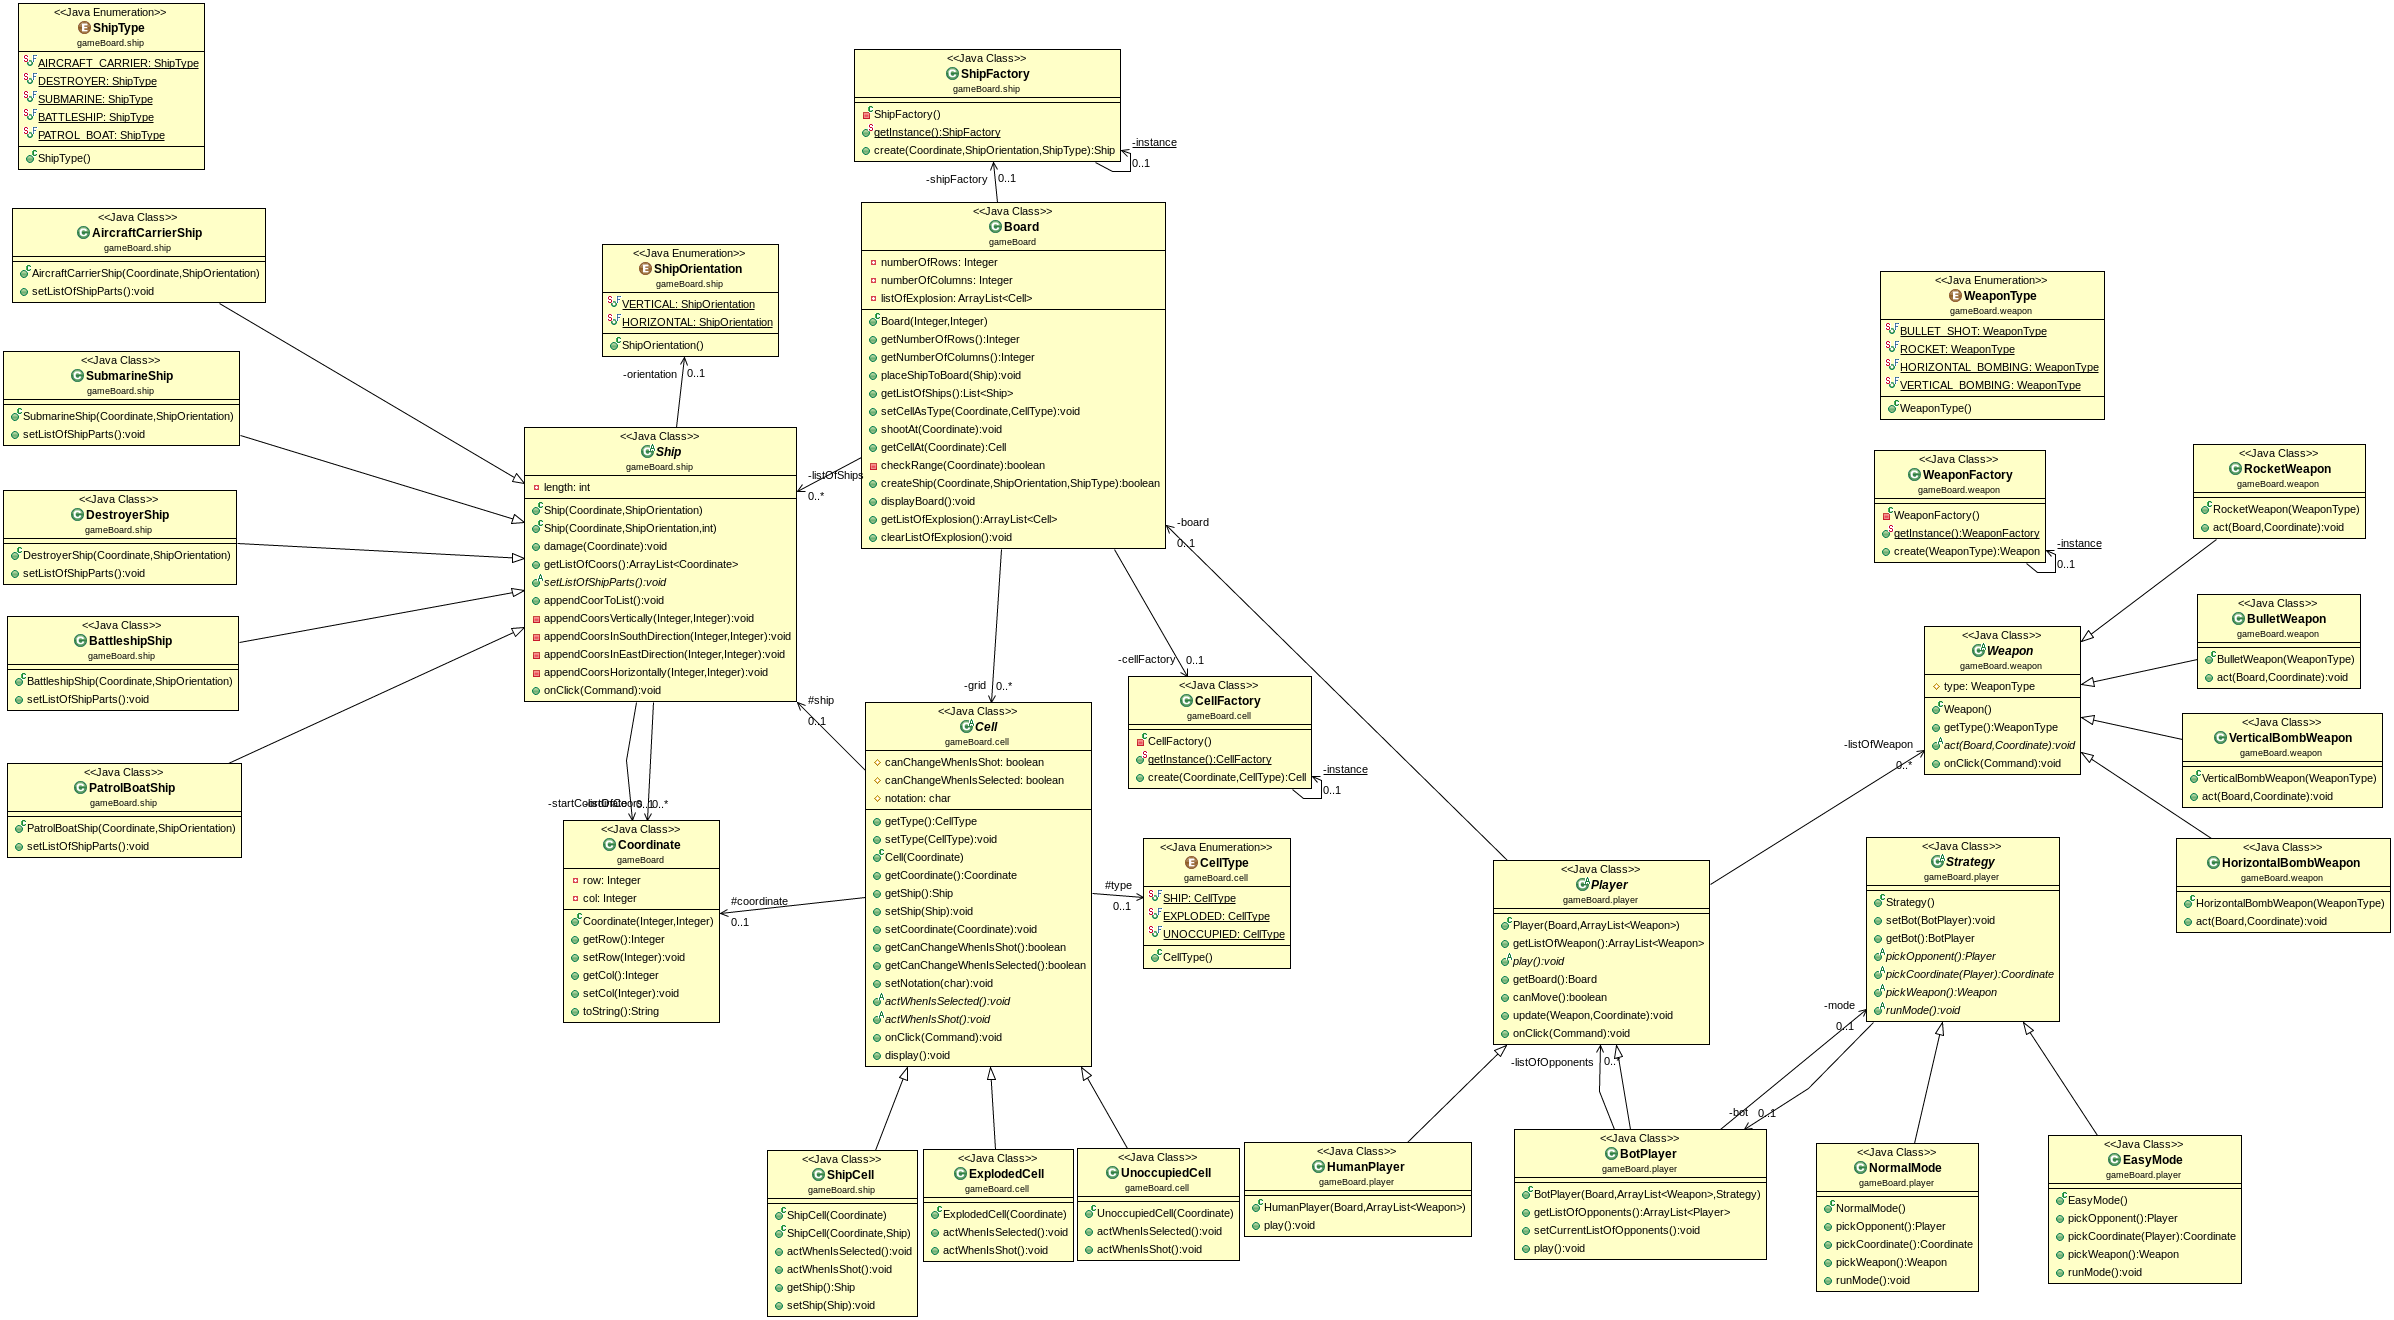 <<Java Enumeration>>
ShipType
gameBoard.ship
AIRCRAFT_CARRIER: ShipType
DESTROYER: ShipType
SUBMARINE: ShipType
BATTLESHIP: ShipType
PATROL_BOAT: ShipType
ShipType()
<<Java Class>>
ShipFactory
gameBoard.ship
ShipFactory()
getInstance():ShipFactory
create(Coordinate,ShipOrientation,ShipType):Ship
-instance
0..1
-shipFactory
0..1
<<Java Class>>
AircraftCarrierShip
gameBoard.ship
AircraftCarrierShip(Coordinate,ShipOrientation)
setListOfShipParts():void
<<Java Class>>
SubmarineShip
gameBoard.ship
SubmarineShip(Coordinate,ShipOrientation)
setListOfShipParts():void
<<Java Class>>
DestroyerShip
gameBoard.ship
DestroyerShip(Coordinate,ShipOrientation)
setListOfShipParts():void
<<Java Class>>
BattleshipShip
gameBoard.ship
BattleshipShip(Coordinate,ShipOrientation)
setListOfShipParts():void
<<Java Class>>
PatrolBoatShip
gameBoard.ship
PatrolBoatShip(Coordinate,ShipOrientation)
setListOfShipParts():void
<<Java Enumeration>>
ShipOrientation
gameBoard.ship
VERTICAL: ShipOrientation
HORIZONTAL: ShipOrientation
ShipOrientation()
-orientation
0..1
<<Java Class>>
Ship
gameBoard.ship
length: int
Ship(Coordinate,ShipOrientation)
Ship(Coordinate,ShipOrientation,int)
damage(Coordinate):void
getListOfCoors():ArrayList<Coordinate>
setListOfShipParts():void
appendCoorToList():void
appendCoorsVertically(Integer,Integer):void
appendCoorsInSouthDirection(Integer,Integer):void
appendCoorsInEastDirection(Integer,Integer):void
appendCoorsHorizontally(Integer,Integer):void
onClick(Command):void
-listOfShips
0..*
#ship
0..1
-startCoordinate
-listOfCoors
0..1
0..*
<<Java Class>>
Coordinate
gameBoard
row: Integer
col: Integer
Coordinate(Integer,Integer)
getRow():Integer
setRow(Integer):void
getCol():Integer
setCol(Integer):void
toString():String
#coordinate
0..1
<<Java Class>>
Board
gameBoard
numberOfRows: Integer
numberOfColumns: Integer
listOfExplosion: ArrayList<Cell>
Board(Integer,Integer)
getNumberOfRows():Integer
getNumberOfColumns():Integer
placeShipToBoard(Ship):void
getListOfShips():List<Ship>
setCellAsType(Coordinate,CellType):void
shootAt(Coordinate):void
getCellAt(Coordinate):Cell
checkRange(Coordinate):boolean
createShip(Coordinate,ShipOrientation,ShipType):boolean
displayBoard():void
getListOfExplosion():ArrayList<Cell>
clearListOfExplosion():void
-board
0..1
-grid
0..*
-cellFactory
0..1
<<Java Class>>
Cell
gameBoard.cell
canChangeWhenIsShot: boolean
canChangeWhenIsSelected: boolean
notation: char
getType():CellType
setType(CellType):void
Cell(Coordinate)
getCoordinate():Coordinate
getShip():Ship
setShip(Ship):void
setCoordinate(Coordinate):void
getCanChangeWhenIsShot():boolean
getCanChangeWhenIsSelected():boolean
setNotation(char):void
actWhenIsSelected():void
actWhenIsShot():void
onClick(Command):void
display():void
<<Java Class>>
CellFactory
gameBoard.cell
CellFactory()
getInstance():CellFactory
create(Coordinate,CellType):Cell
-instance
0..1
#type
0..1
<<Java Enumeration>>
CellType
gameBoard.cell
SHIP: CellType
EXPLODED: CellType
UNOCCUPIED: CellType
CellType()
<<Java Class>>
ShipCell
gameBoard.ship
ShipCell(Coordinate)
ShipCell(Coordinate,Ship)
actWhenIsSelected():void
actWhenIsShot():void
getShip():Ship
setShip(Ship):void
<<Java Class>>
ExplodedCell
gameBoard.cell
ExplodedCell(Coordinate)
actWhenIsSelected():void
actWhenIsShot():void
<<Java Class>>
UnoccupiedCell
gameBoard.cell
UnoccupiedCell(Coordinate)
actWhenIsSelected():void
actWhenIsShot():void
<<Java Class>>
HumanPlayer
gameBoard.player
HumanPlayer(Board,ArrayList<Weapon>)
play():void
<<Java Class>>
Player
gameBoard.player
Player(Board,ArrayList<Weapon>)
getListOfWeapon():ArrayList<Weapon>
play():void
getBoard():Board
canMove():boolean
update(Weapon,Coordinate):void
onClick(Command):void
-listOfOpponents
0..*
<<Java Class>>
BotPlayer
gameBoard.player
BotPlayer(Board,ArrayList<Weapon>,Strategy)
getListOfOpponents():ArrayList<Player>
setCurrentListOfOpponents():void
play():void
-bot
0..1
-mode
0..1
<<Java Enumeration>>
WeaponType
gameBoard.weapon
BULLET_SHOT: WeaponType
ROCKET: WeaponType
HORIZONTAL_BOMBING: WeaponType
VERTICAL_BOMBING: WeaponType
WeaponType()
<<Java Class>>
WeaponFactory
gameBoard.weapon
WeaponFactory()
getInstance():WeaponFactory
create(WeaponType):Weapon
-instance
0..1
<<Java Class>>
RocketWeapon
gameBoard.weapon
RocketWeapon(WeaponType)
act(Board,Coordinate):void
<<Java Class>>
BulletWeapon
gameBoard.weapon
BulletWeapon(WeaponType)
act(Board,Coordinate):void
<<Java Class>>
Weapon
gameBoard.weapon
type: WeaponType
Weapon()
getType():WeaponType
act(Board,Coordinate):void
onClick(Command):void
-listOfWeapon
0..*
<<Java Class>>
VerticalBombWeapon
gameBoard.weapon
VerticalBombWeapon(WeaponType)
act(Board,Coordinate):void
<<Java Class>>
HorizontalBombWeapon
gameBoard.weapon
HorizontalBombWeapon(WeaponType)
act(Board,Coordinate):void
<<Java Class>>
Strategy
gameBoard.player
Strategy()
setBot(BotPlayer):void
getBot():BotPlayer
pickOpponent():Player
pickCoordinate(Player):Coordinate
pickWeapon():Weapon
runMode():void
<<Java Class>>
NormalMode
gameBoard.player
NormalMode()
pickOpponent():Player
pickCoordinate():Coordinate
pickWeapon():Weapon
runMode():void
<<Java Class>>
EasyMode
gameBoard.player
EasyMode()
pickOpponent():Player
pickCoordinate(Player):Coordinate
pickWeapon():Weapon
runMode():void